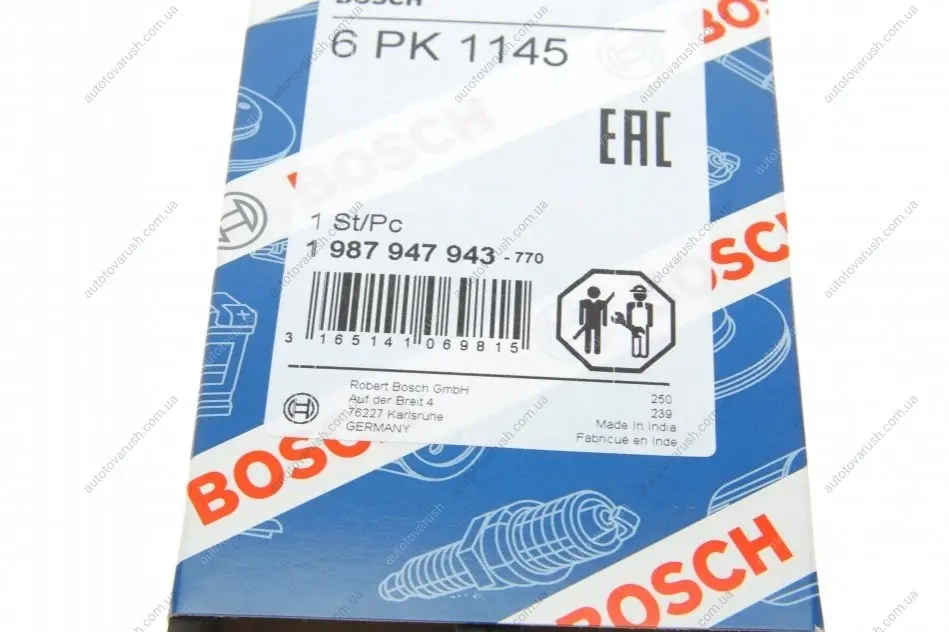 BOSCH
6 PK 1145
EAC
1 St/Pc
1 987 947 943 - 770
3 165141 069815
Robert Bosch GmbH
Auf der Breit 4
76227 Karlsruhe
GERMANY
250
239
Made in India
Fabriqué en Inde
BOSCH
BOSCH
BOSCH
BOSCH
BOSCH
autotovarush.com.ua